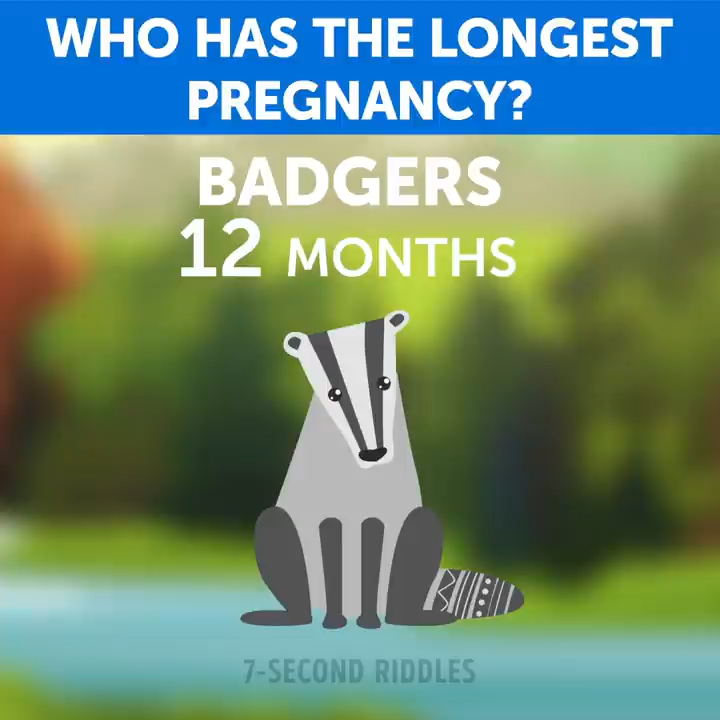 WHO HAS THE LONGEST
PREGNANCY?
BADGERS
12 MONTHS
7-SECOND RIDDLES